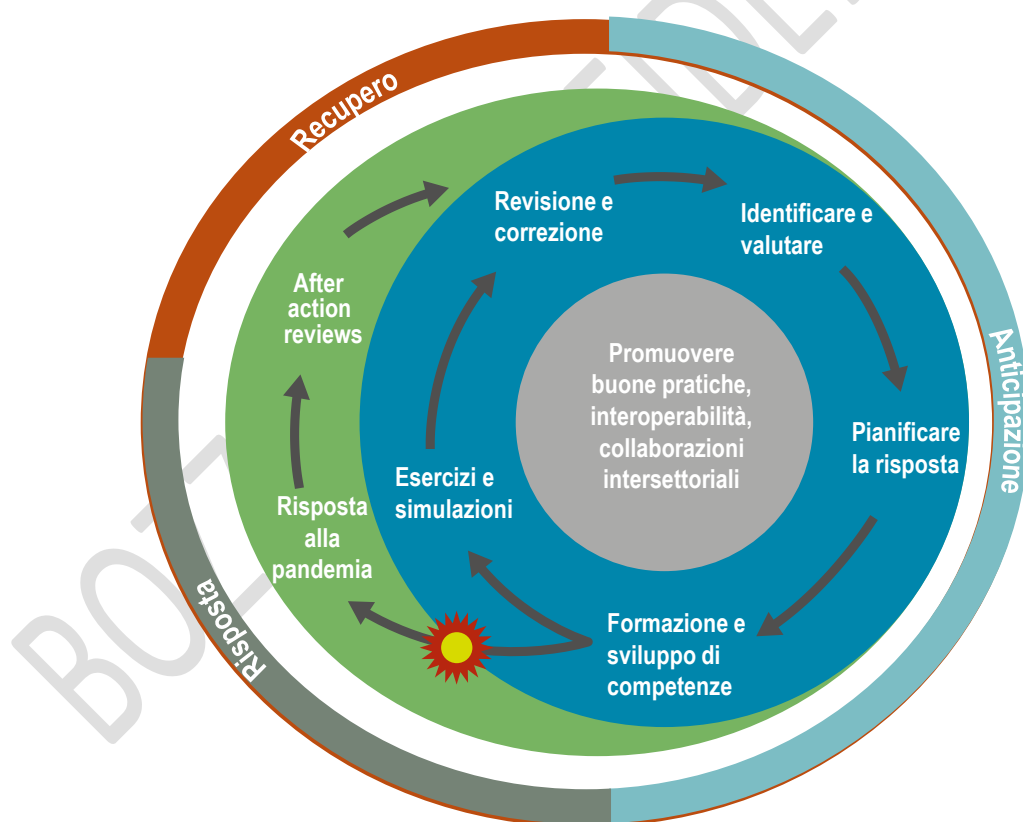 Recupero
Anticipazione
Risposta
Revisione e
correzione
Identificare e
valutare
Pianificare
la risposta
Formazione e
sviluppo di
competenze
Esercizi e
simulazioni
Risposta
alla
pandemia
After
action
reviews
Promuovere
buone pratiche,
interoperabilità,
collaborazioni
intersettoriali